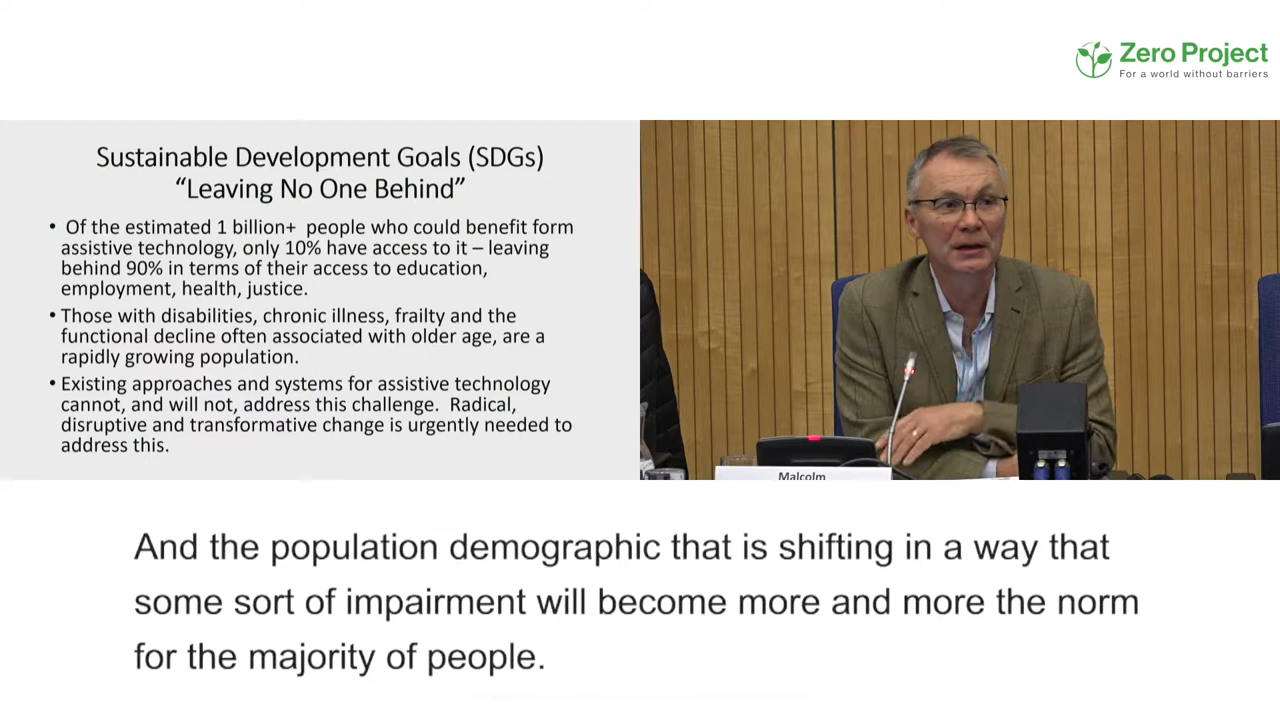 Zero Project
For a world without barriers
Sustainable Development Goals (SDGs)
“Leaving No One Behind”
• Of the estimated 1 billion+ people who could benefit form
assistive technology, only 10% have access to it – leaving
behind 90% in terms of their access to education,
employment, health, justice.
• Those with disabilities, chronic illness, frailty and the
functional decline often associated with older age, are a
rapidly growing population.
• Existing approaches and systems for assistive technology
cannot, and will not, address this challenge. Radical,
disruptive and transformative change is urgently needed to
address this.
Malcolm
And the population demographic that is shifting in a way that
some sort of impairment will become more and more the norm
for the majority of people.